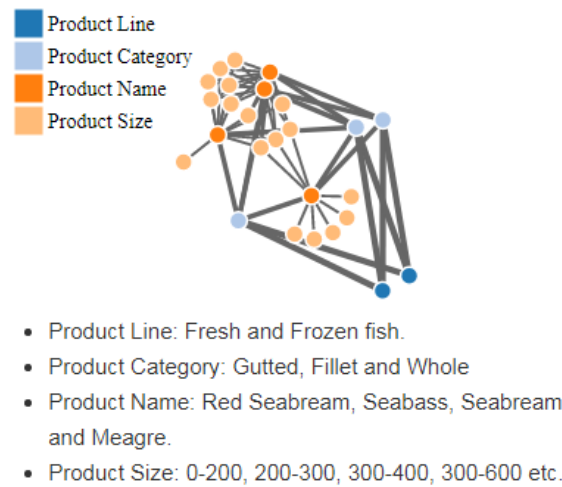 Product Line
Product Category
Product Name
Product Size
• Product Line: Fresh and Frozen fish.
• Product Category: Gutted, Fillet and Whole
• Product Name: Red Seabream, Seabass, Seabream
and Meagre.
• Product Size: 0-200, 200-300, 300-400, 300-600 etc.